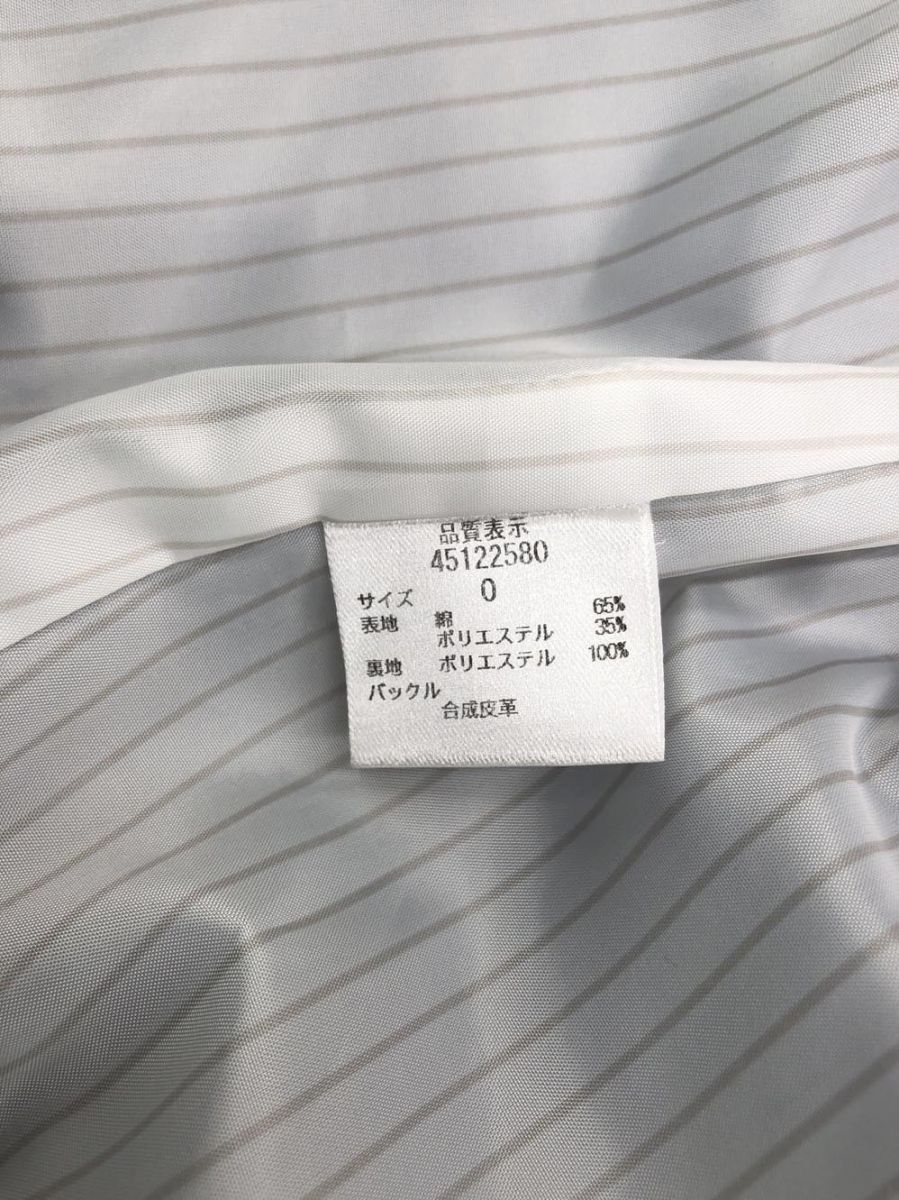 品質表示
45122580
サイズ 0
表地 綿 65%
ポリエステル 35%
裏地 ポリエステル 100%
バックル
合成皮革